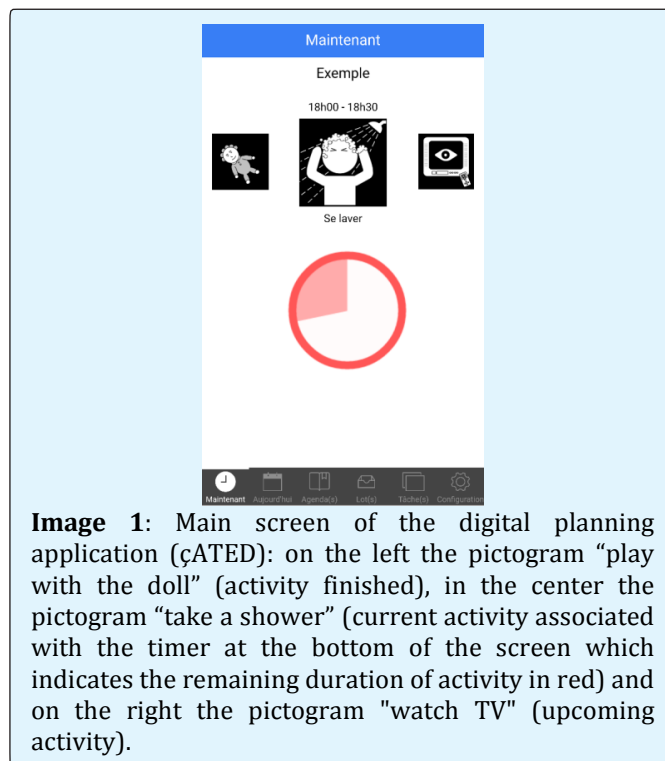 Maintenant
Exemple
18h00 - 18h30
Se laver
Maintenant Aujourd'hui Agenda(s) Lot(s) Tâche(s) Configuration
Image 1: Main screen of the digital planning
application (çATED): on the left the pictogram “play
with the doll” (activity finished), in the center the
pictogram “take a shower” (current activity associated
with the timer at the bottom of the screen which
indicates the remaining duration of activity in red) and
on the right the pictogram "watch TV" (upcoming
activity).